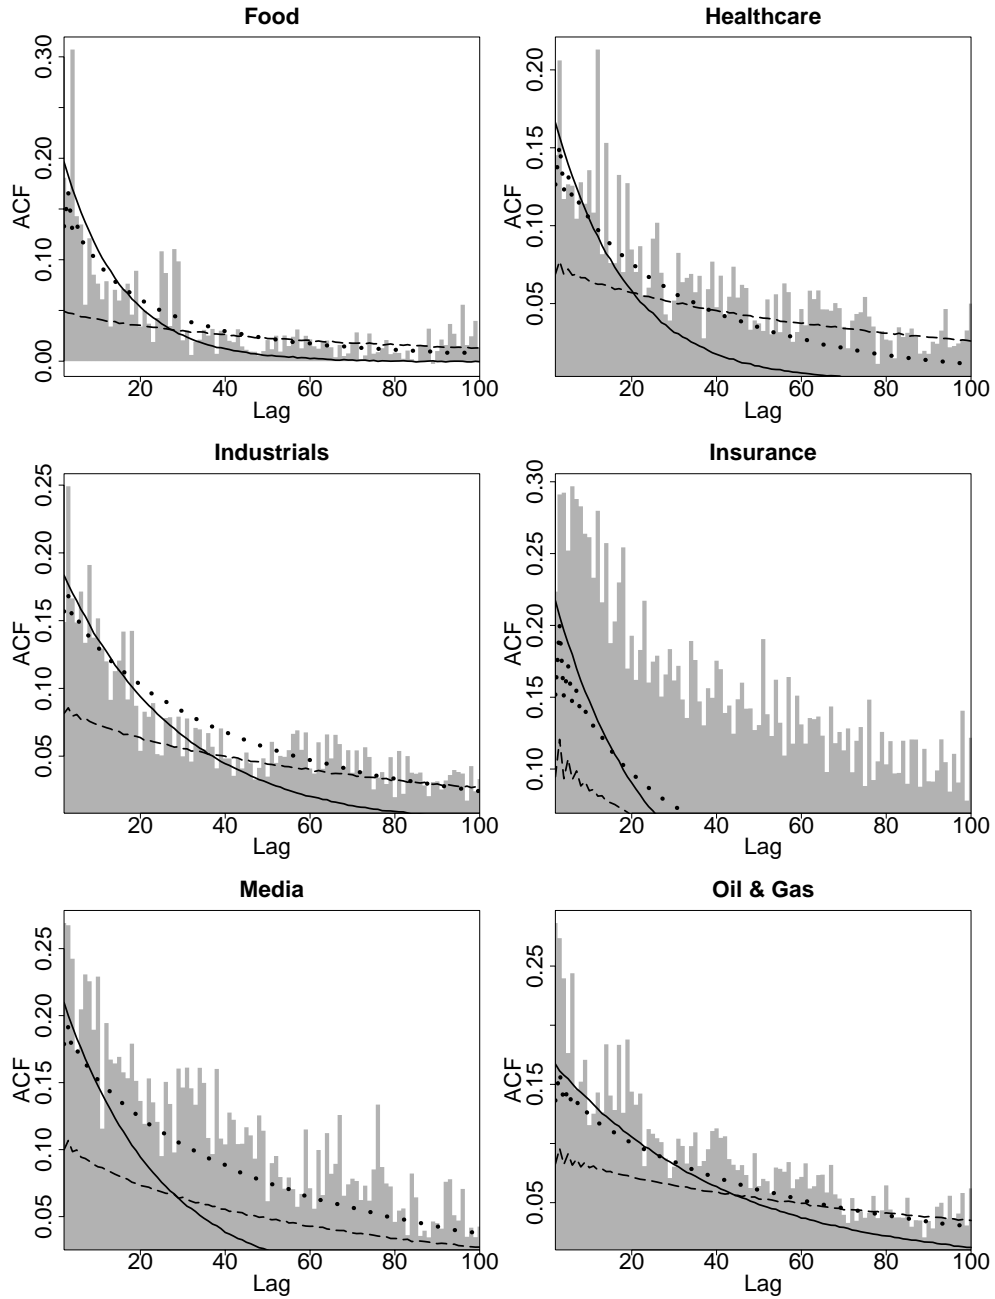 Food
Healthcare
0.00 0.10 0.20 0.30
ACF
20 40 60 80 100
Lag
0.05 0.10 0.15 0.20
ACF
20 40 60 80 100
Lag
Industrials
Insurance
0.05 0.10 0.15 0.20 0.25
ACF
20 40 60 80 100
Lag
0.10 0.15 0.20 0.25 0.30
ACF
20 40 60 80 100
Lag
Media
Oil & Gas
0.05 0.10 0.15 0.20 0.25
ACF
20 40 60 80 100
Lag
0.05 0.15 0.25
ACF
20 40 60 80 100
Lag